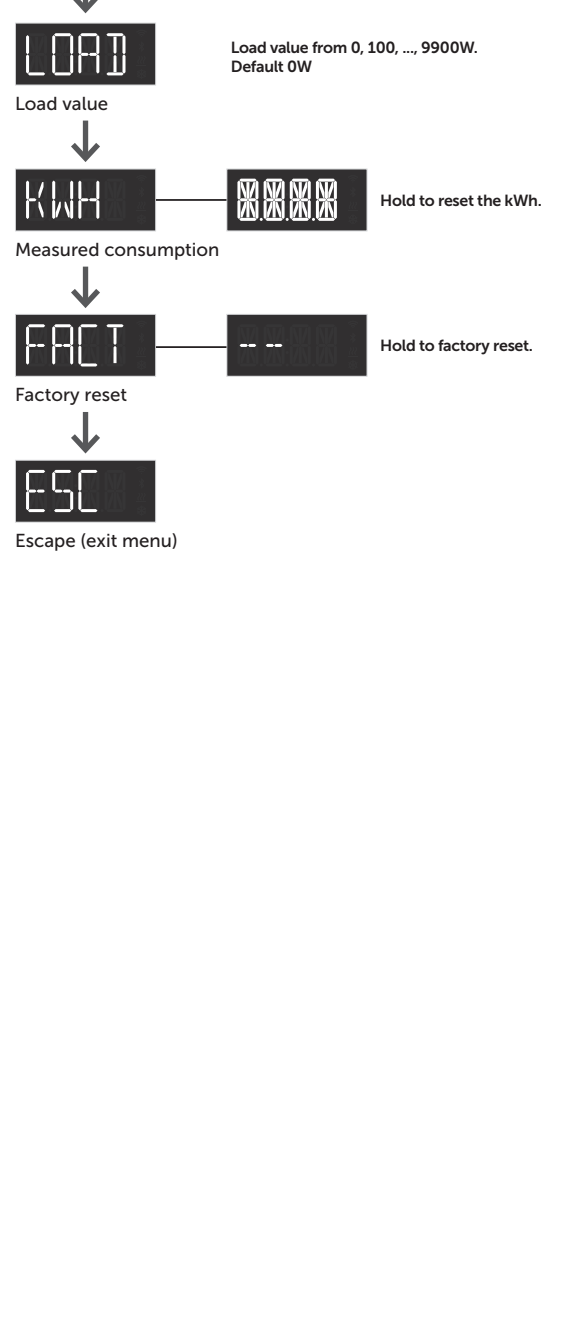 LOAD
Load value from 0, 100, ..., 9900W.
Default 0W
Load value
KWH
Hold to reset the kWh.
Measured consumption
FACT
--
Hold to factory reset.
Factory reset
ESC
Escape (exit menu)